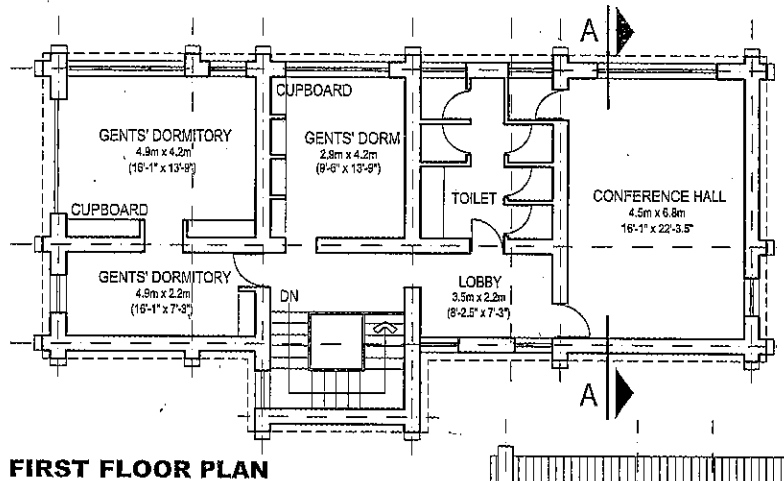 A
CUPBOARD
GENTS' DORMITORY
4.9m x 4.2m
(16'-1" x 13'-9")
GENTS' DORM
2.9m x 4.2m
(9'-6" x 13'-9")
TOILET
CONFERENCE HALL
4.5m x 6.8m
16'-1" x 22'-3.5"
CUPBOARD
GENTS' DORMITORY
4.9m x 2.2m
(16'-1" x 7'-3")
DN
LOBBY
3.5m x 2.2m
(8'-2.5" x 7'-3")
A
FIRST FLOOR PLAN